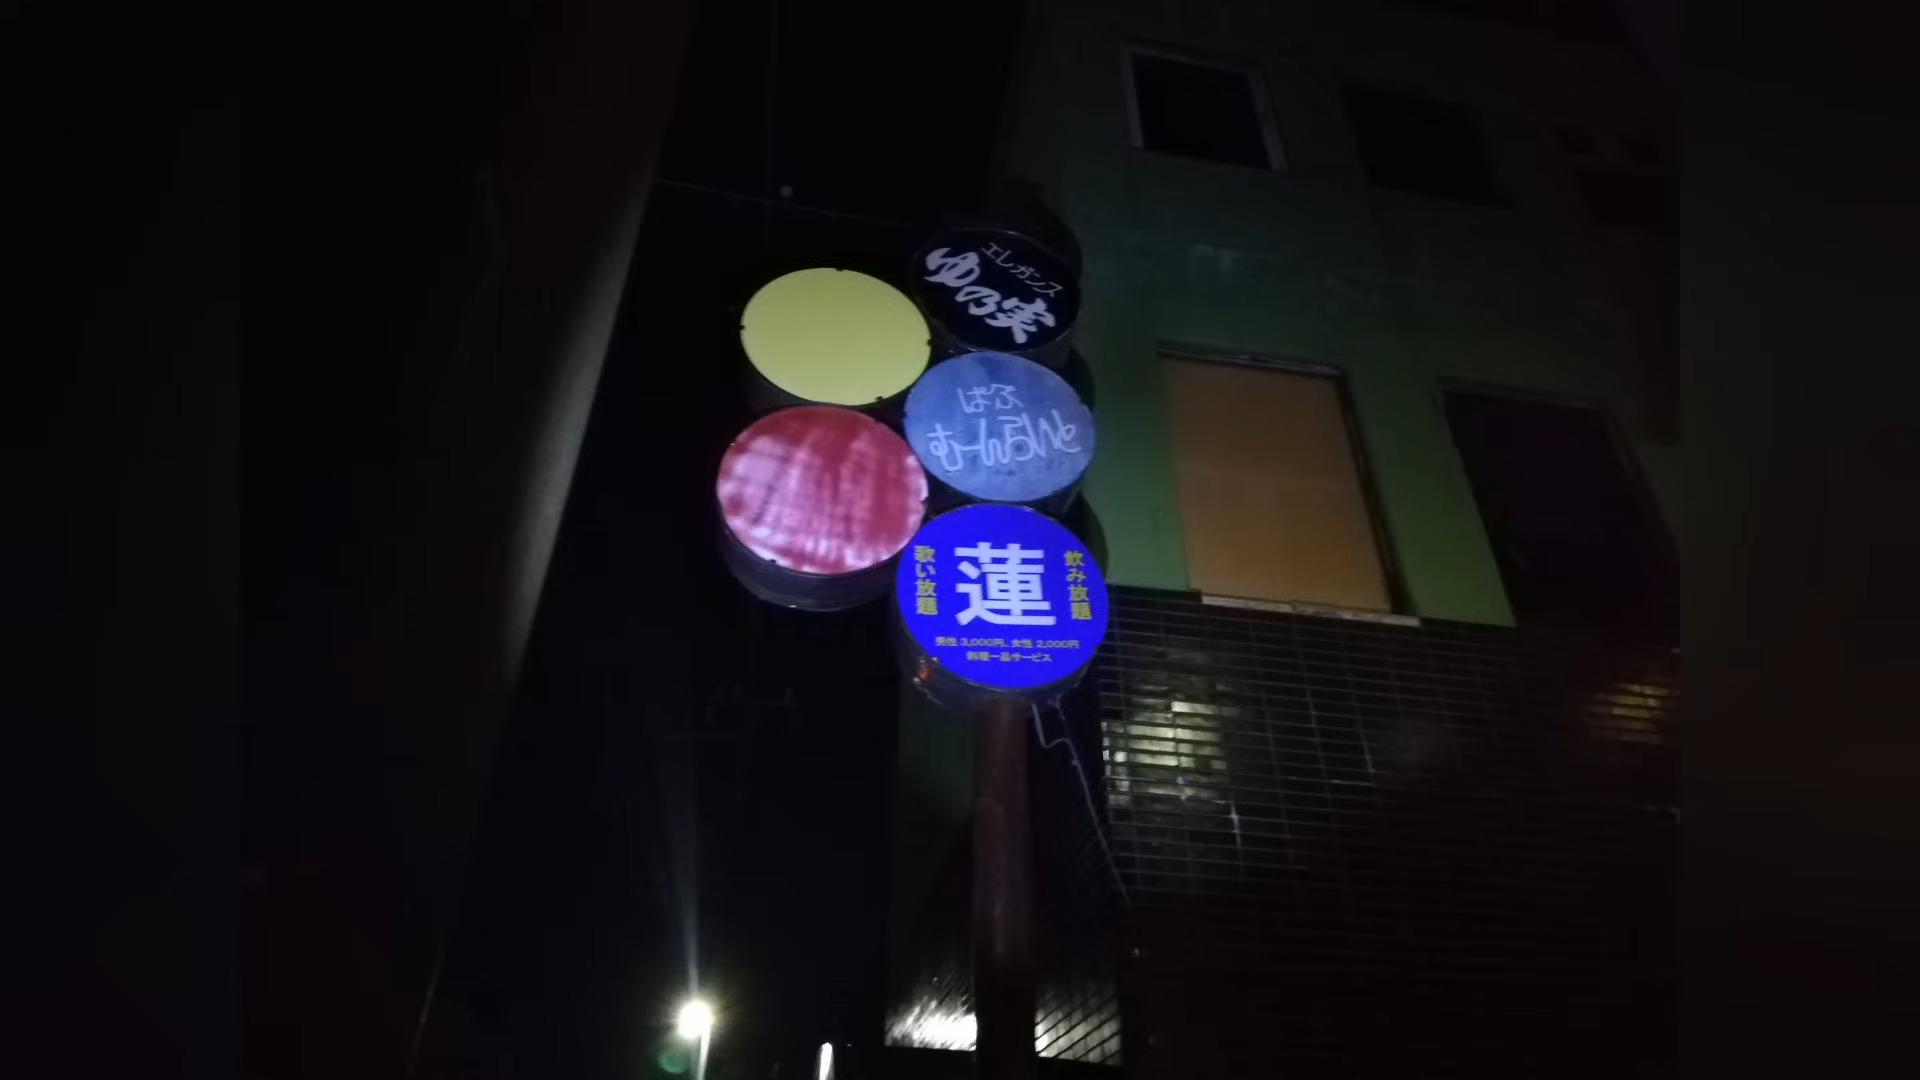 エレガンス
ゆの実
ぱぶ
むーんらいと
蓮
飲み放題
歌い放題
男性 3,000円、女性 2,000円
料理一品サービス